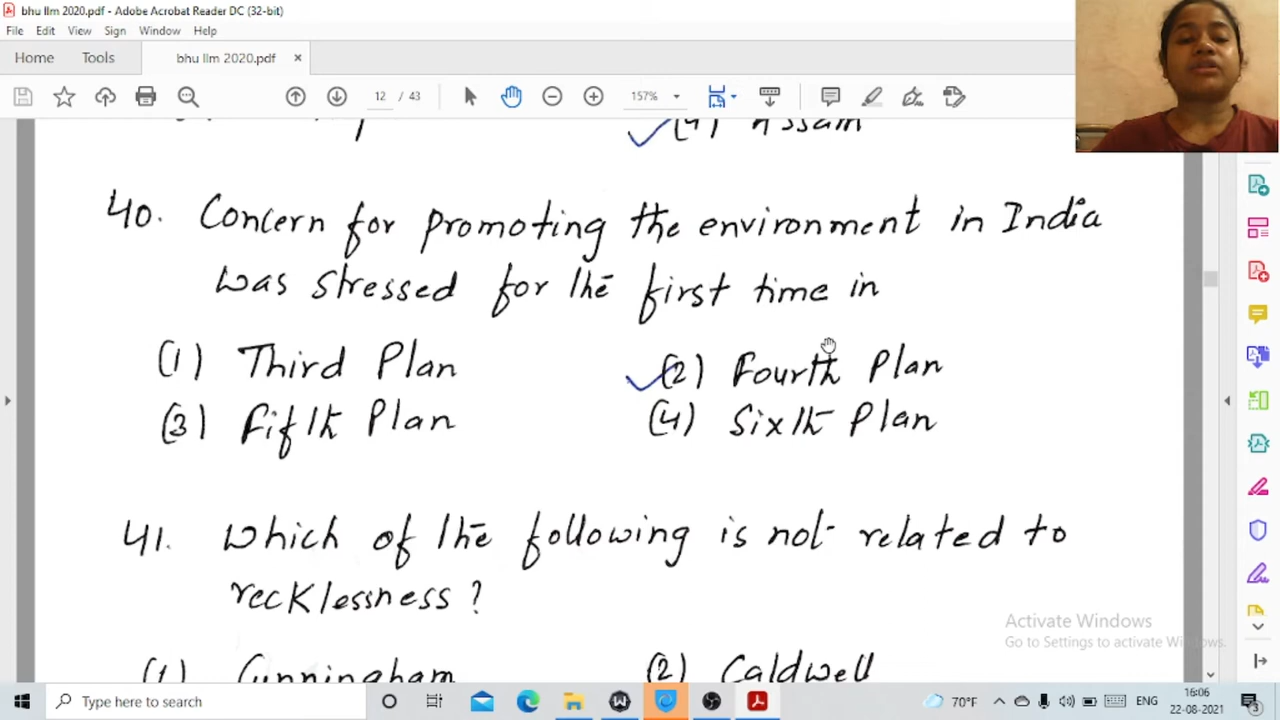 bhu llm 2020.pdf - Adobe Acrobat Reader DC (32-bit)
File Edit View Sign Window Help
Home Tools bhu llm 2020.pdf ×
12 / 43 157%
(4) Assam
40. Concern for promoting the environment in India
was stressed for the first time in
(1) Third Plan (2) Fourth Plan
(3) Fifth Plan (4) Sixth Plan
41. Which of the following is not related to
recklessness?
(1) Cunningham (2) Caldwell
Activate Windows
Go to Settings to activate Windows.
Type here to search
70°F ENG 16:06
22-08-2021 3